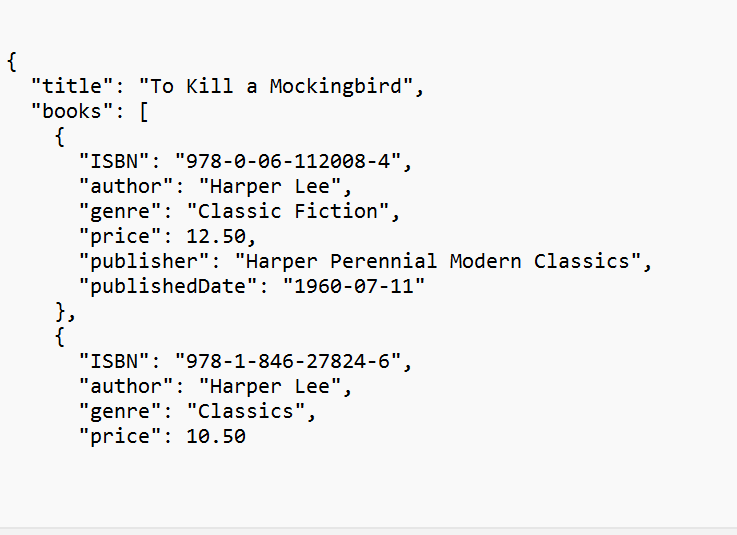 {
  "title": "To Kill a Mockingbird",
  "books": [
    {
      "ISBN": "978-0-06-112008-4",
      "author": "Harper Lee",
      "genre": "Classic Fiction",
      "price": 12.50,
      "publisher": "Harper Perennial Modern Classics",
      "publishedDate": "1960-07-11"
    },
    {
      "ISBN": "978-1-846-27824-6",
      "author": "Harper Lee",
      "genre": "Classics",
      "price": 10.50